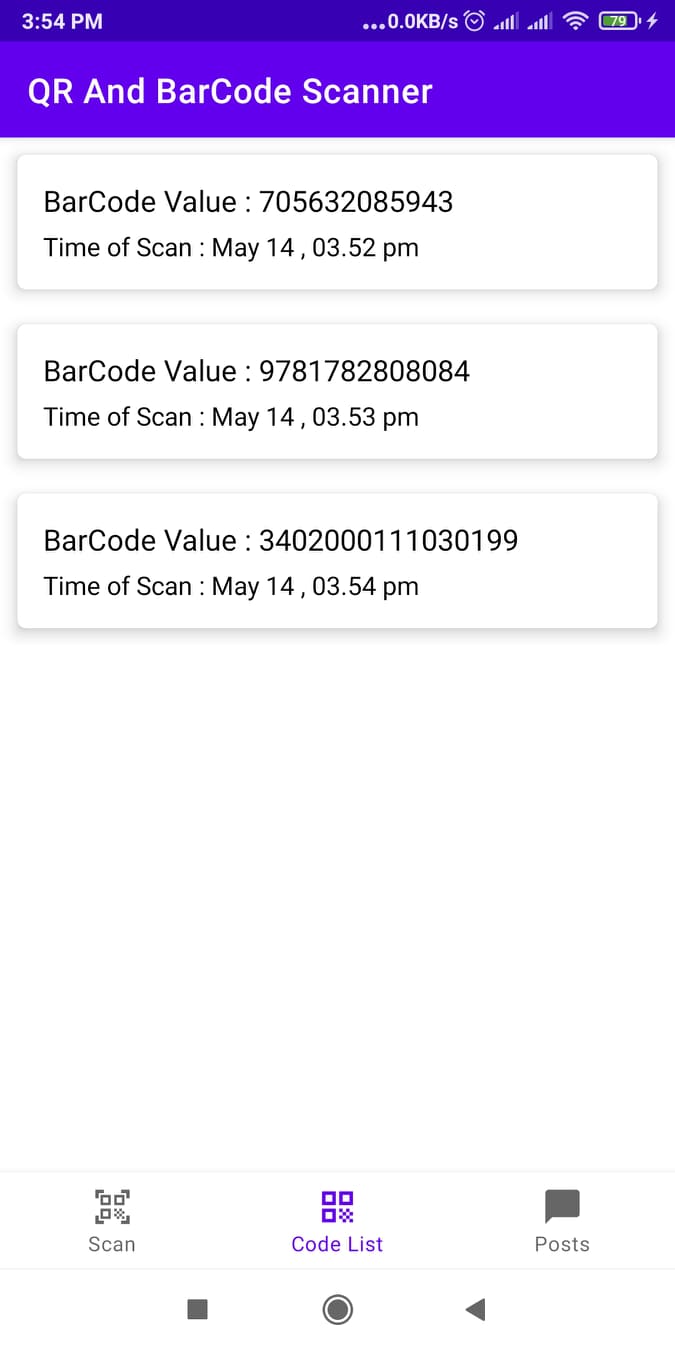 3:54 PM
...0.0KB/s
79
QR And BarCode Scanner
BarCode Value : 705632085943
Time of Scan : May 14 , 03.52 pm
BarCode Value : 9781782808084
Time of Scan : May 14 , 03.53 pm
BarCode Value : 3402000111030199
Time of Scan : May 14 , 03.54 pm
Scan
Code List
Posts